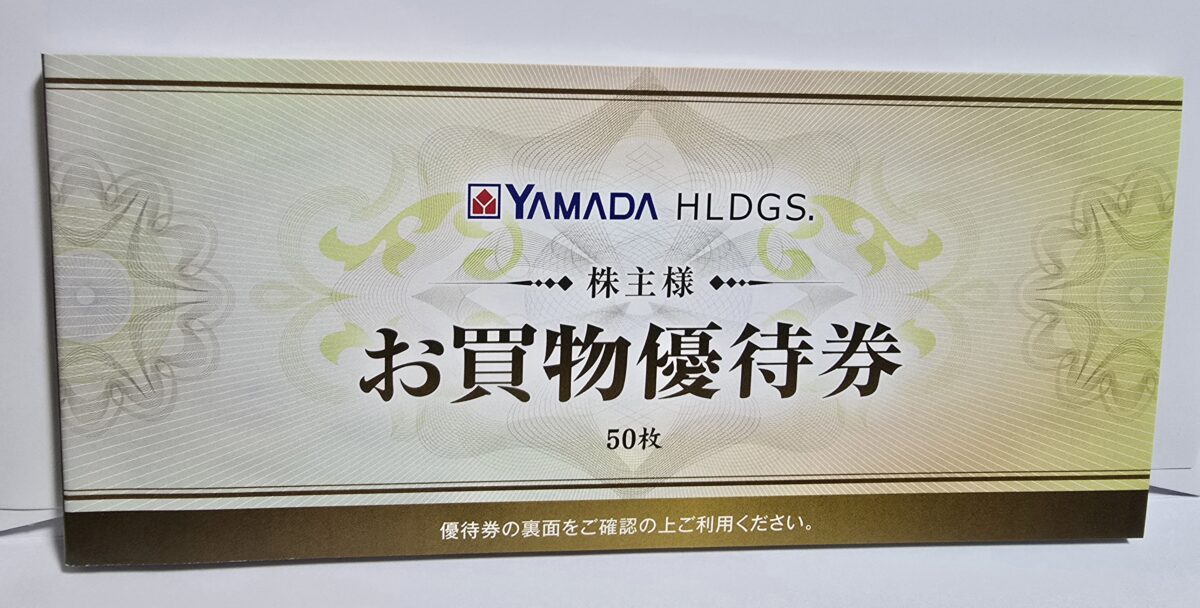 YAMADA HLDGS.
株主様
お買物優待券
50枚
優待券の裏面をご確認の上ご利用ください。